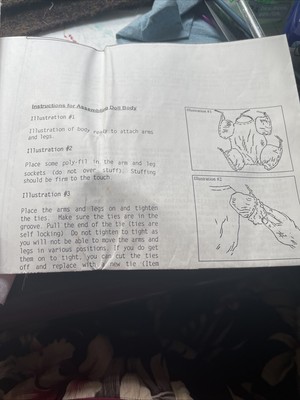 Instructions for Assembling Doll Body
Illustration #1
Illustration of body ready to attach arms
and legs.
Illustration #2
Place some poly-fil in the arm and leg
sockets (do not over stuff). Stuffing
should be firm to the touch
Illustration #3
Place the arms and legs on and tighten
the ties. Make sure the ties are in the
groove. Pull the end of the tie (ties are
self locking) Do not tighten to tight as
you will not be able to move the arms and
legs in various positions. If you do get
them on to tight, you can cut the ties
off and replace with a new tie (Item
Illustration #1
Illustration #2